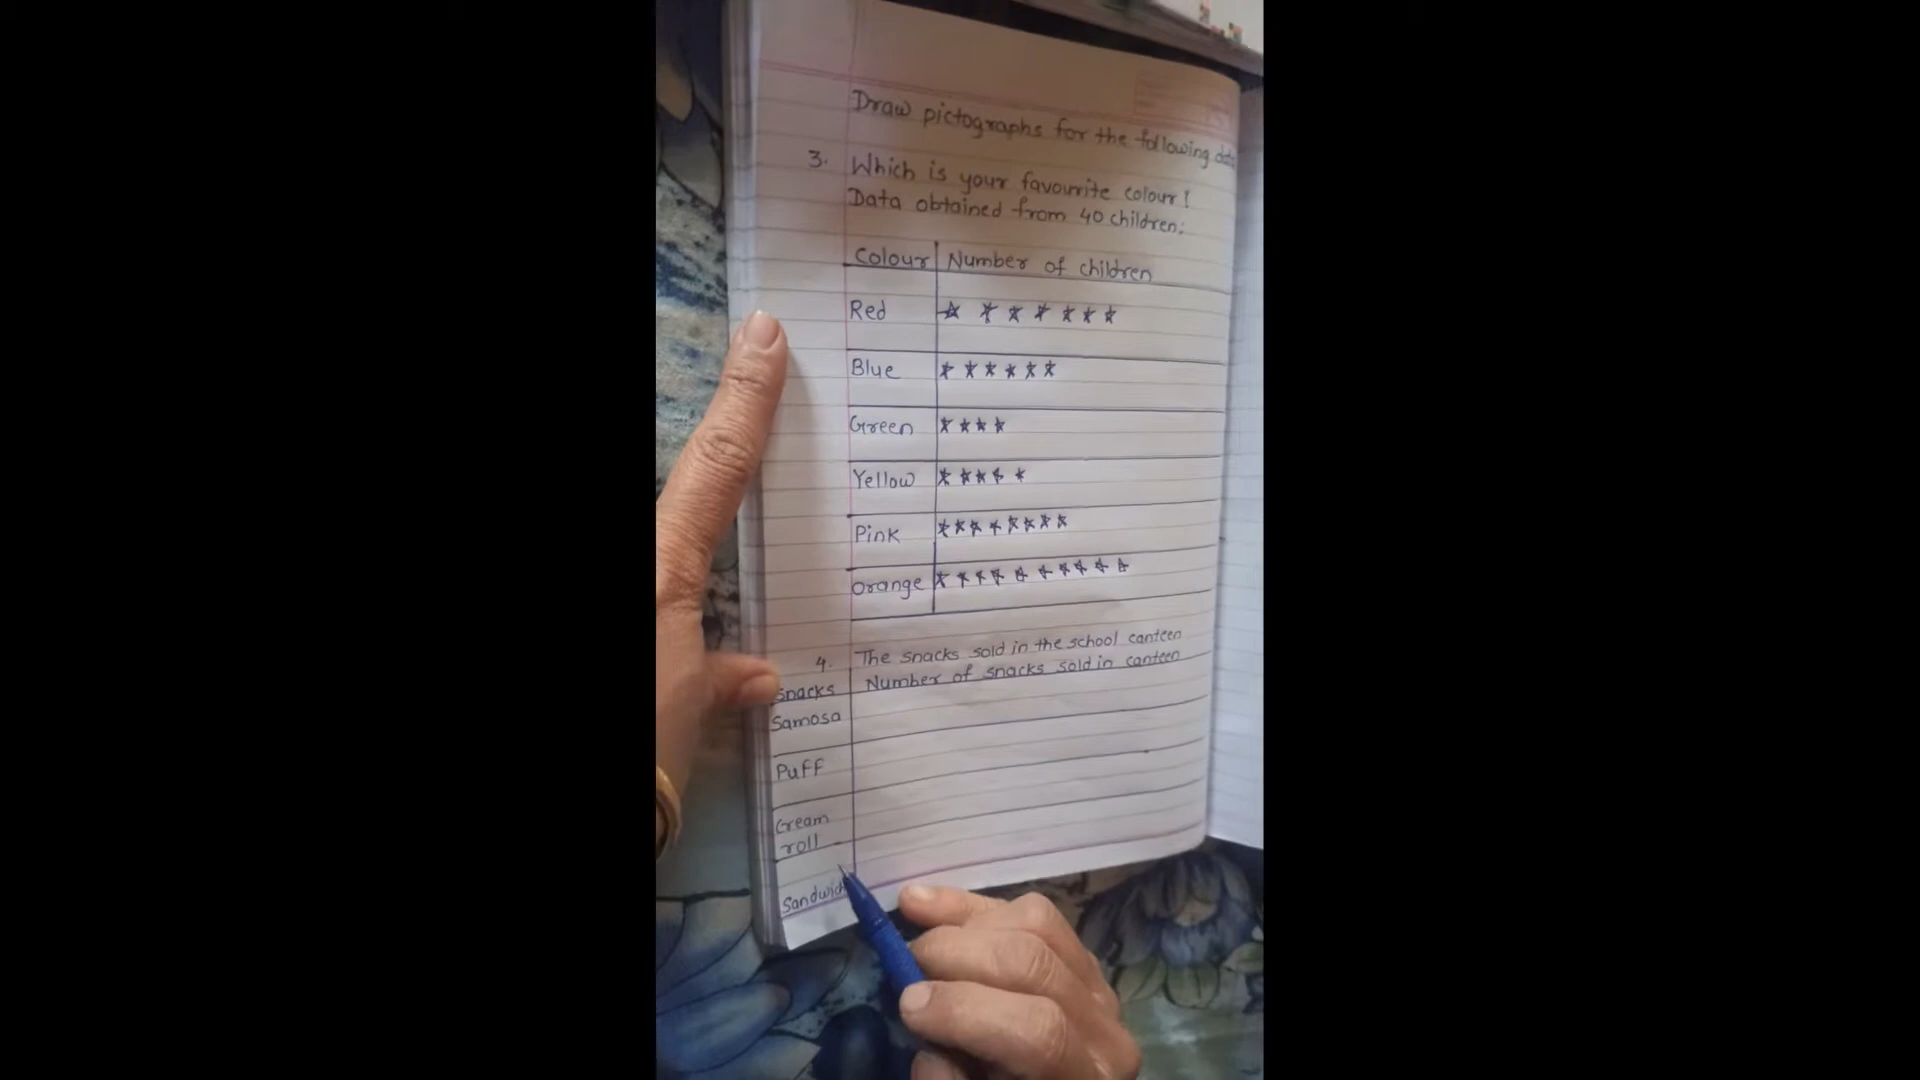 Draw pictographs for the following
3. Which is your favourite colour!
Data obtained from 40 children:
Colour Number of children
Red
Blue
Green
Yellow
Pink
Orange
4. The snacks sold in the school canteen
Snacks Number of snacks sold in canteen
Samosa
Puff
Cream
roll
Sandwich